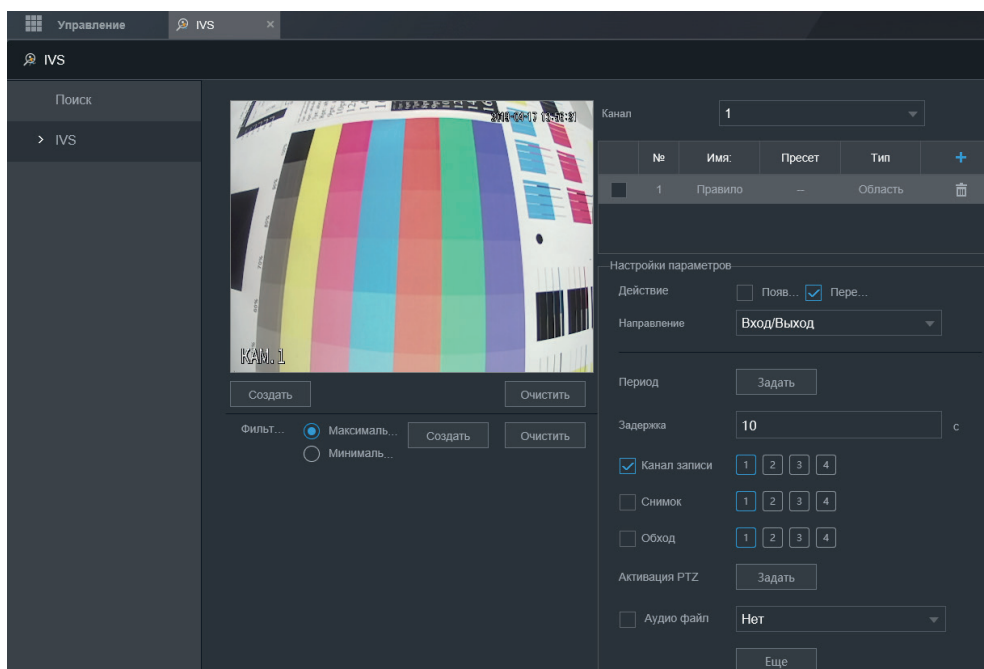 Управление IVS ×
IVS
Поиск
> IVS
КАМ.1
Создать Очистить
Фильт... Максималь... Создать Очистить
Минималь...
Канал 1
№ Имя: Пресет Тип +
1 Правило – Область
Настройки параметров
Действие Появ... Пере...
Направление Вход/Выход
Период Задать
Задержка 10 с
Канал записи 1 2 3 4
Снимок 1 2 3 4
Обход 1 2 3 4
Активация PTZ Задать
Аудио файл Нет
Еще